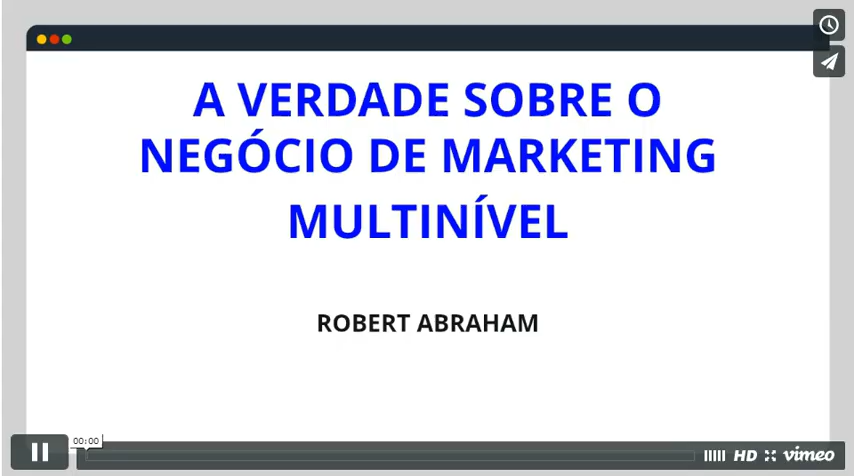 A VERDADE SOBRE O
NEGÓCIO DE MARKETING
MULTINÍVEL
ROBERT ABRAHAM
00:00
HD vimeo